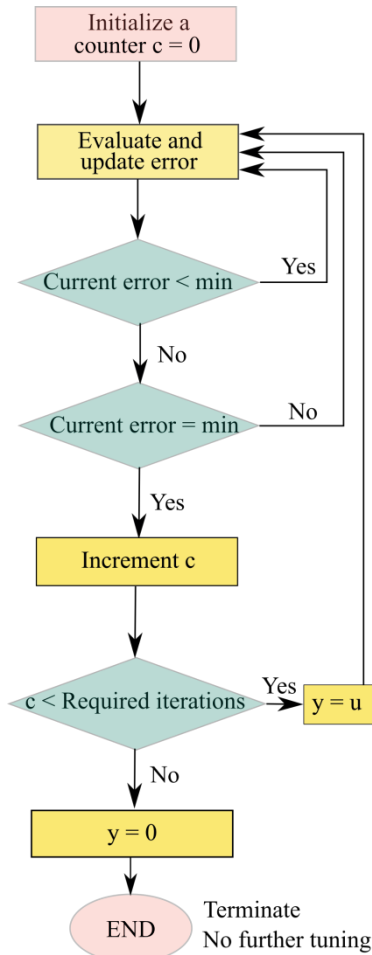 Initialize a
counter c = 0
Evaluate and
update error
Current error < min
Yes
No
Current error = min
No
Yes
Increment c
c < Required iterations
Yes
y = u
No
y = 0
END
Terminate
No further tuning